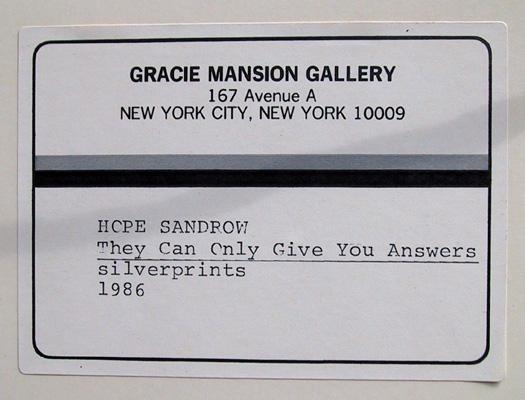 GRACIE MANSION GALLERY
167 Avenue A
NEW YORK CITY, NEW YORK 10009
HOPE SANDROW
They Can Only Give You Answers
silverprints
1986